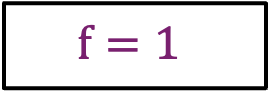 f = 1